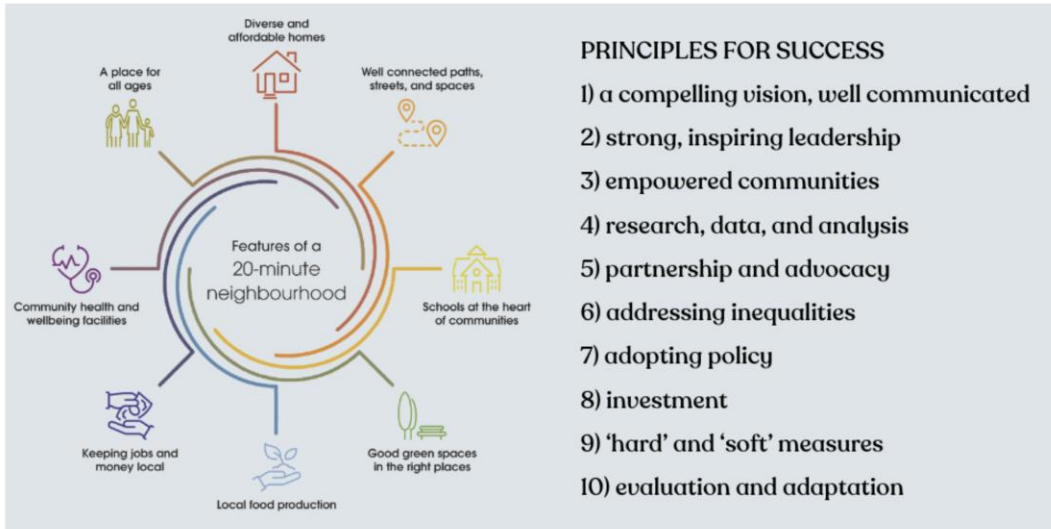 Diverse and
affordable homes
A place for
all ages
Well connected paths,
streets, and spaces
Features of a
20-minute
neighbourhood
Community health and
wellbeing facilities
Schools at the heart
of communities
Keeping jobs and
money local
Good green spaces
in the right places
Local food production
PRINCIPLES FOR SUCCESS
1) a compelling vision, well communicated
2) strong, inspiring leadership
3) empowered communities
4) research, data, and analysis
5) partnership and advocacy
6) addressing inequalities
7) adopting policy
8) investment
9) ‘hard’ and ‘soft’ measures
10) evaluation and adaptation